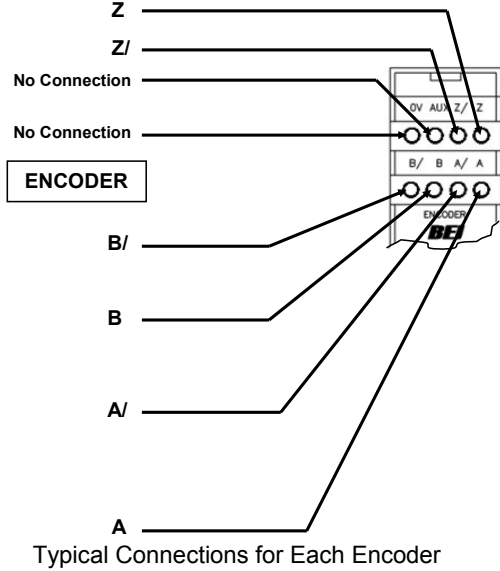 Z
Z/
No Connection
0V AUX Z/ Z
No Connection
B/ B A/ A
ENCODER
ENCODER
BEI
B/
B
A/
A
Typical Connections for Each Encoder